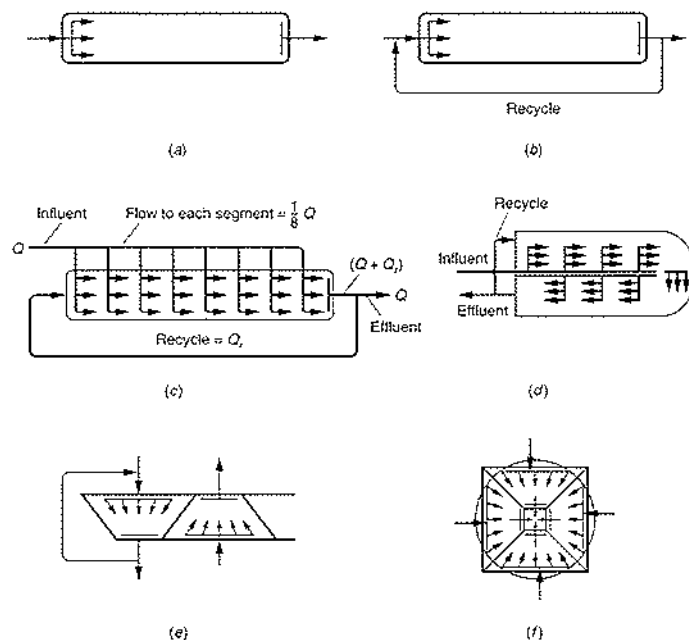 (a)
Recycle
(b)
Influent
Flow to each segment = 1/8 Q
Q
(Q + Qr)
Q
Effluent
Recycle = Qr
(c)
Recycle
Influent
Effluent
(d)
(e)
(f)